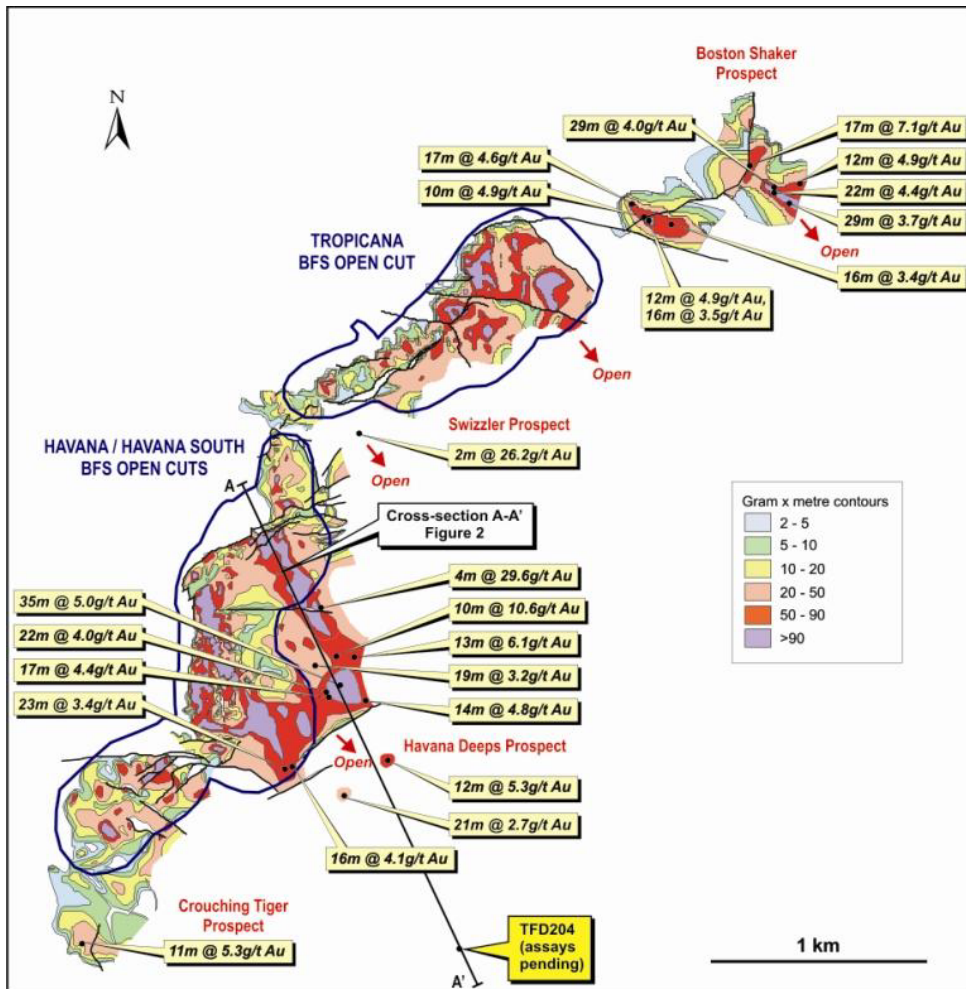 Boston Shaker
Prospect
N
29m @ 4.0g/t Au
17m @ 7.1g/t Au
17m @ 4.6g/t Au
12m @ 4.9g/t Au
10m @ 4.9g/t Au
22m @ 4.4g/t Au
29m @ 3.7g/t Au
TROPICANA
BFS OPEN CUT
Open
16m @ 3.4g/t Au
12m @ 4.9g/t Au,
16m @ 3.5g/t Au
Open
Swizzler Prospect
HAVANA / HAVANA SOUTH
BFS OPEN CUTS
2m @ 26.2g/t Au
Open
A
Cross-section A-A'
Figure 2
Gram x metre contours
2 - 5
5 - 10
10 - 20
20 - 50
50 - 90
>90
4m @ 29.6g/t Au
35m @ 5.0g/t Au
10m @ 10.6g/t Au
22m @ 4.0g/t Au
13m @ 6.1g/t Au
17m @ 4.4g/t Au
19m @ 3.2g/t Au
23m @ 3.4g/t Au
14m @ 4.8g/t Au
Open
Havana Deeps Prospect
12m @ 5.3g/t Au
21m @ 2.7g/t Au
16m @ 4.1g/t Au
Crouching Tiger
Prospect
11m @ 5.3g/t Au
TFD204
(assays
pending)
A'
1 km